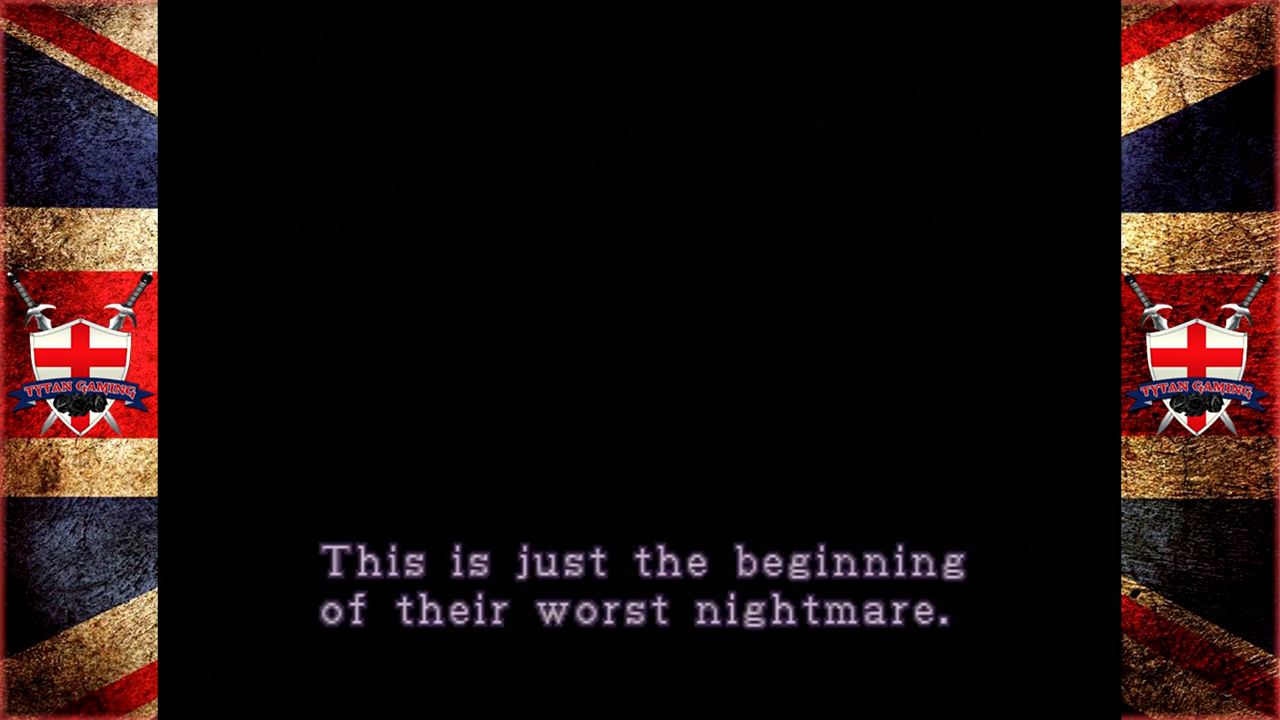 This is just the beginning
of their worst nightmare.
TYTAN GAMING
TYTAN GAMING